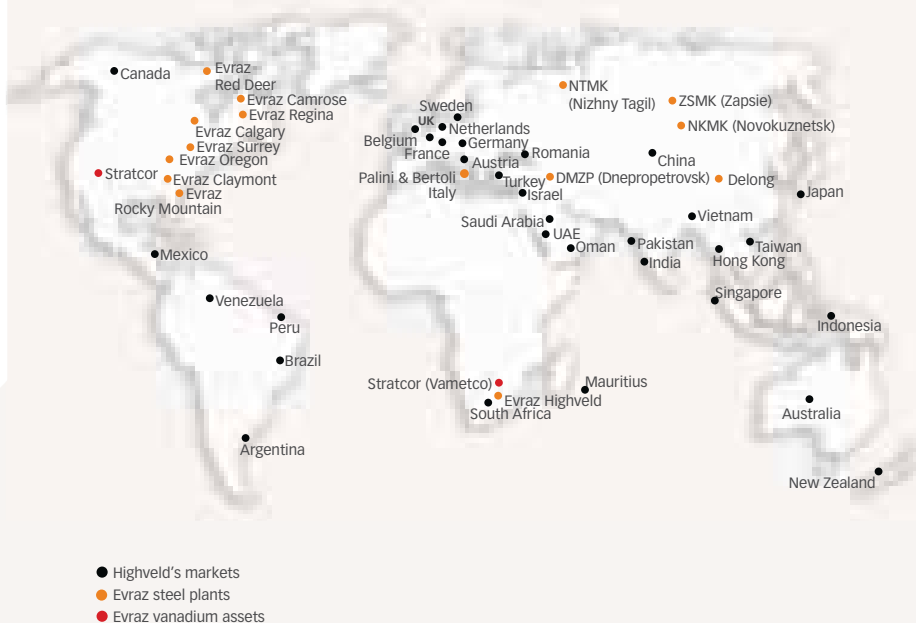 Canada
Evraz
Red Deer
Evraz Camrose
Evraz Regina
Evraz Calgary
Evraz Surrey
Evraz Oregon
Stratcor
Evraz Claymont
Evraz
Rocky Mountain
Mexico
Venezuela
Peru
Brazil
Argentina
Sweden
UK
Netherlands
Belgium
Germany
France
Austria
Romania
Palini & Bertoli
Italy
Turkey
Israel
NTMK
(Nizhny Tagil)
ZSMK (Zapsie)
NKMK (Novokuznetsk)
China
DMZP (Dnepropetrovsk)
Delong
Japan
Saudi Arabia
UAE
Oman
Pakistan
India
Vietnam
Taiwan
Hong Kong
Singapore
Indonesia
Stratcor (Vametco)
Mauritius
Evraz Highveld
South Africa
Australia
New Zealand
Highveld's markets
Evraz steel plants
Evraz vanadium assets